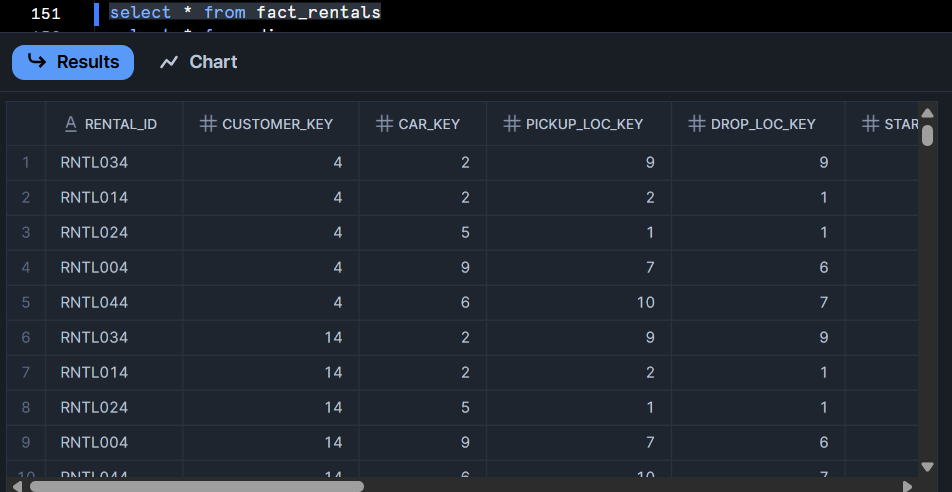 151 select * from fact_rentals
Results Chart
RENTAL_ID CUSTOMER_KEY CAR_KEY PICKUP_LOC_KEY DROP_LOC_KEY STAR
1 RNTL034 4 2 9 9
2 RNTL014 4 2 2 1
3 RNTL024 4 5 1 1
4 RNTL004 4 9 7 6
5 RNTL044 4 6 10 7
6 RNTL034 14 2 9 9
7 RNTL014 14 2 2 1
8 RNTL024 14 5 1 1
9 RNTL004 14 9 7 6
10 RNTL044 14 6 10 7